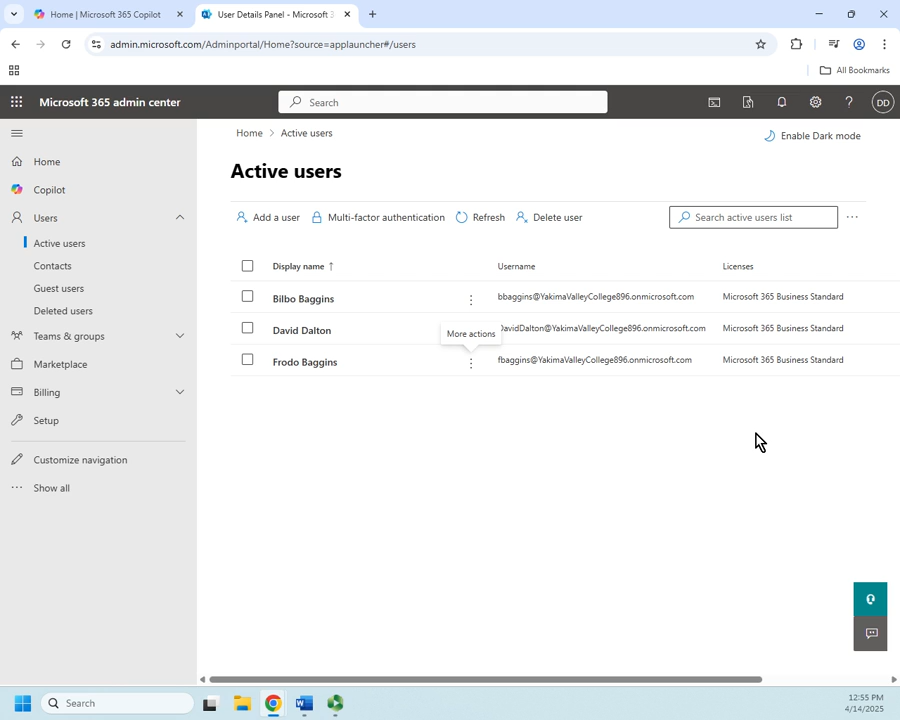 Home | Microsoft 365 Copilot
User Details Panel - Microsoft 3
admin.microsoft.com/Adminportal/Home?source=applauncher#/users
All Bookmarks
Microsoft 365 admin center
Search
DD
Home
Copilot
Users
Active users
Contacts
Guest users
Deleted users
Teams & groups
Marketplace
Billing
Setup
Customize navigation
Show all
Home > Active users
Enable Dark mode
Active users
Add a user
Multi-factor authentication
Refresh
Delete user
Search active users list
Display name ↑
Username
Licenses
Bilbo Baggins
bbaggins@YakimaValleyCollege896.onmicrosoft.com
Microsoft 365 Business Standard
David Dalton
DavidDalton@YakimaValleyCollege896.onmicrosoft.com
Microsoft 365 Business Standard
More actions
Frodo Baggins
fbaggins@YakimaValleyCollege896.onmicrosoft.com
Microsoft 365 Business Standard
Search
12:55 PM
4/14/2025